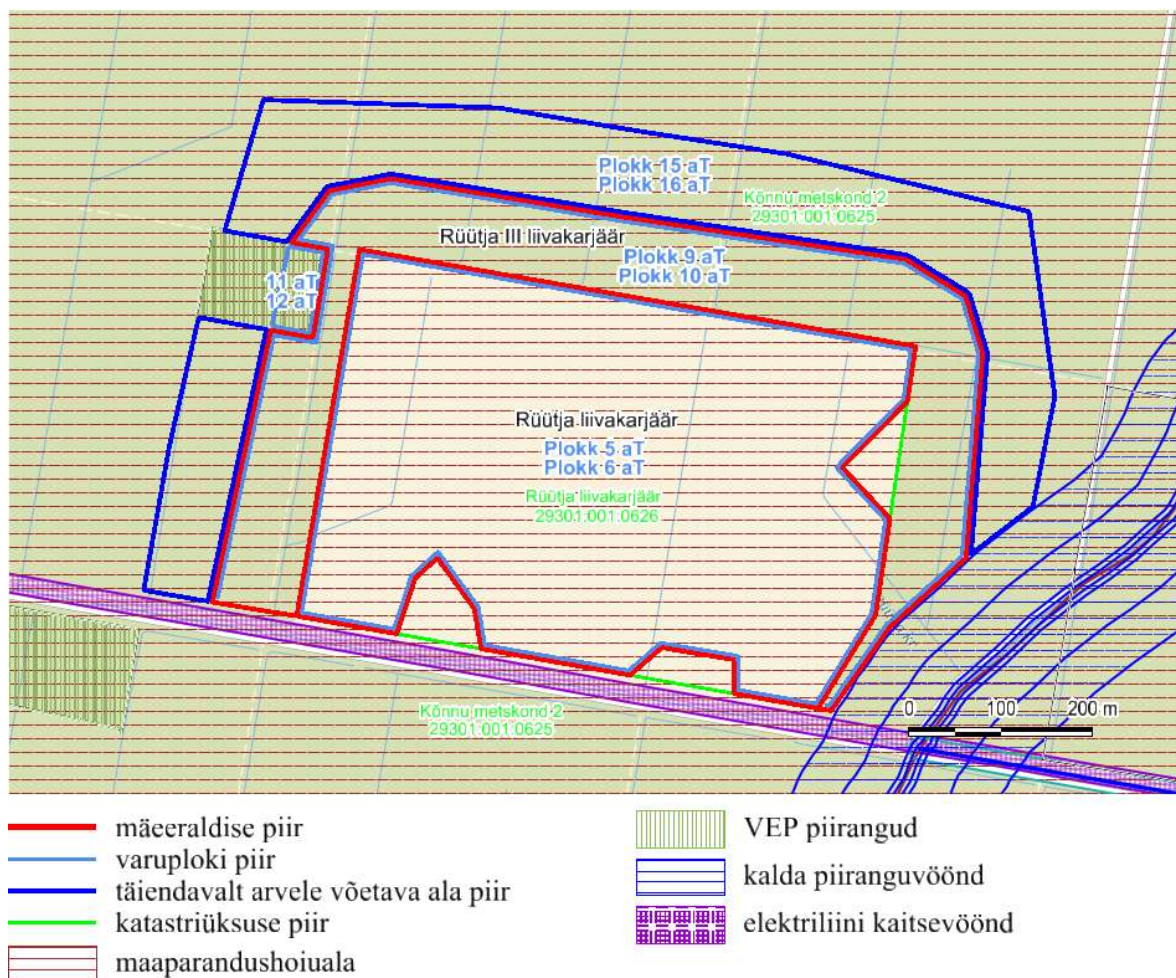 Plokk 15 aT
Plokk 16 aT
Kõnnu metskond 2
29301:001:0625
Rüütja III liivakarjäär
Plokk 9 aT
Plokk 10 aT
11 aT
12 aT
Rüütja liivakarjäär
Plokk 5 aT
Plokk 6 aT
Rüütja liivakarjäär
29301:001:0626
Kõnnu metskond 2
29301:001:0625
0 100 200 m
mäeeraldise piir
varuploki piir
täiendavalt arvele võetava ala piir
katastriüksuse piir
maaparandushoiuala
VEP piirangud
kalda piiranguvöönd
elektriliini kaitsevöönd